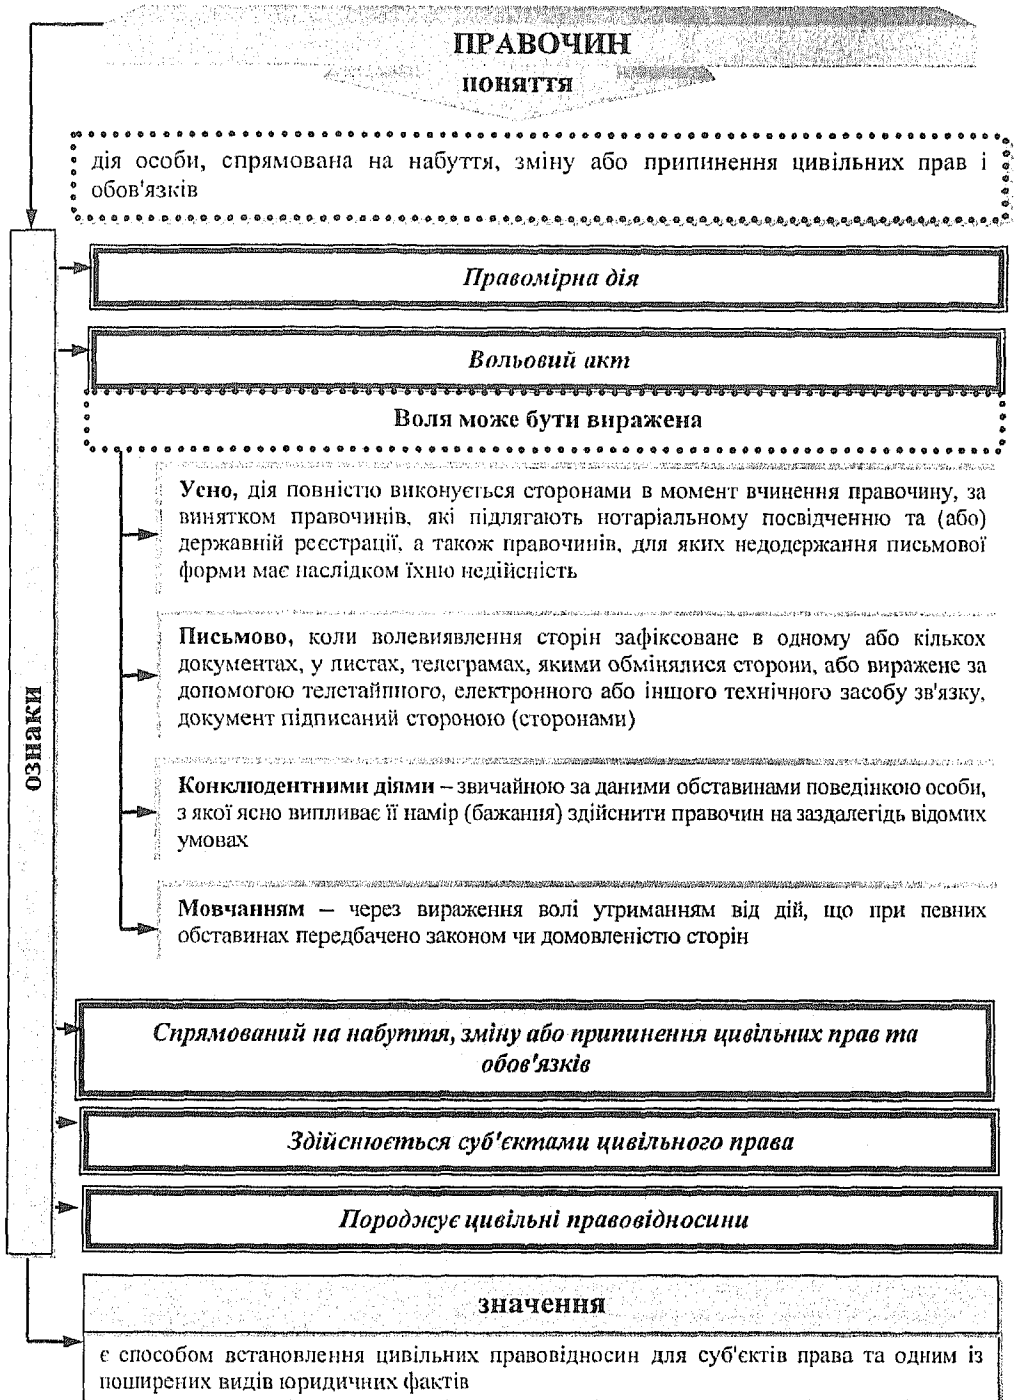 ПРАВОЧИН
поняття
дія особи, спрямована на набуття, зміну або припинення цивільних прав і
обов'язків
ознаки
Правомірна дія
Вольовий акт
Воля може бути виражена
Усно, дія повністю виконується сторонами в момент вчинення правочину, за
винятком правочинів, які підлягають нотаріальному посвідченню та (або)
державній реєстрації, а також правочинів, для яких недодержання письмової
форми має наслідком їхню недійсність
Письмово, коли волевиявлення сторін зафіксоване в одному або кількох
документах, у листах, телеграмах, якими обмінялися сторони, або виражене за
допомогою телетайпного, електронного або іншого технічного засобу зв'язку,
документ підписаний стороною (сторонами)
Конклюдентними діями – звичайною за даними обставинами поведінкою особи,
з якої ясно випливає її намір (бажання) здійснити правочин на заздалегідь відомих
умовах
Мовчанням – через вираження волі утриманням від дій, що при певних
обставинах передбачено законом чи домовленістю сторін
Спрямований на набуття, зміну або припинення цивільних прав та
обов'язків
Здійснюється суб'єктами цивільного права
Породжує цивільні правовідносини
значення
є способом встановлення цивільних правовідносин для суб'єктів права та одним із
поширених видів юридичних фактів